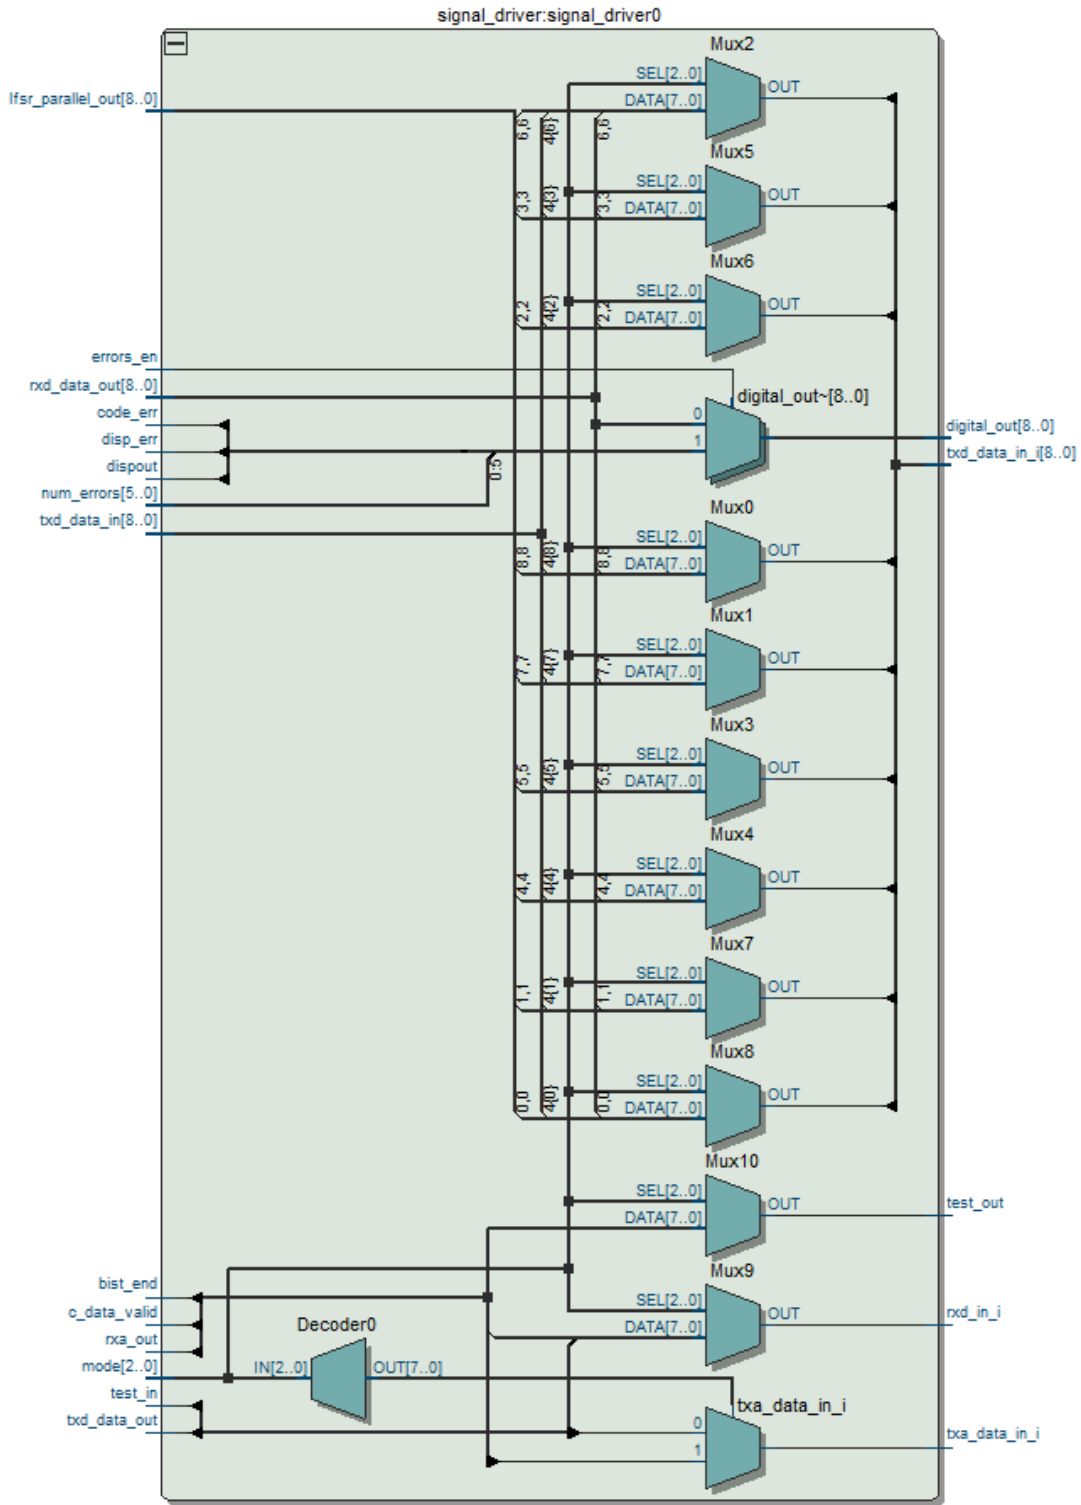 signal_driver:signal_driver0
Mux2
SEL[2..0]
DATA[7..0]
OUT
lfsr_parallel_out[8..0]
6,6
4{6}
6,6
Mux5
SEL[2..0]
DATA[7..0]
OUT
3,3
4{3}
3,3
Mux6
SEL[2..0]
DATA[7..0]
OUT
2,2
4{2}
2,2
errors_en
rxd_data_out[8..0]
code_err
disp_err
dispout
num_errors[5..0]
txd_data_in[8..0]
0:5
digital_out~[8..0]
0
1
digital_out[8..0]
txd_data_in_i[8..0]
Mux0
SEL[2..0]
DATA[7..0]
OUT
8,8
4{8}
8,8
Mux1
SEL[2..0]
DATA[7..0]
OUT
7,7
4{7}
7,7
Mux3
SEL[2..0]
DATA[7..0]
OUT
5,5
4{5}
5,5
Mux4
SEL[2..0]
DATA[7..0]
OUT
4,4
4{4}
4,4
Mux7
SEL[2..0]
DATA[7..0]
OUT
1,1
4{1}
1,1
Mux8
SEL[2..0]
DATA[7..0]
OUT
0,0
4{0}
0,0
Mux10
SEL[2..0]
DATA[7..0]
OUT
test_out
Mux9
SEL[2..0]
DATA[7..0]
OUT
rxd_in_i
bist_end
c_data_valid
rxa_out
mode[2..0]
test_in
txd_data_out
Decoder0
IN[2..0]
OUT[7..0]
txa_data_in_i
0
1
txa_data_in_i